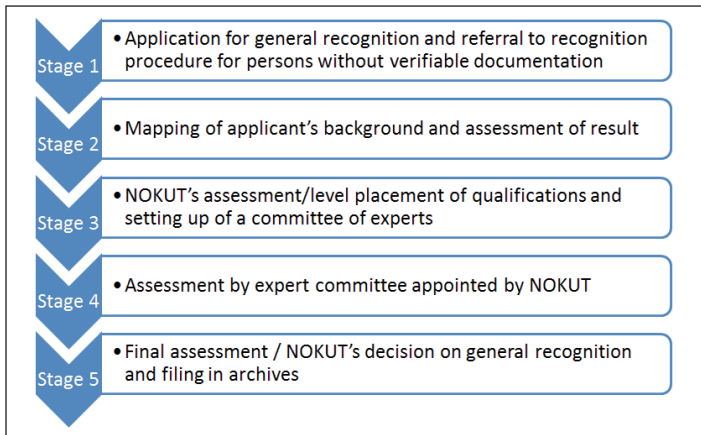 Stage 1
• Application for general recognition and referral to recognition
procedure for persons without verifiable documentation
Stage 2
• Mapping of applicant's background and assessment of result
Stage 3
• NOKUT's assessment/level placement of qualifications and
setting up of a committee of experts
Stage 4
• Assessment by expert committee appointed by NOKUT
Stage 5
• Final assessment / NOKUT's decision on general recognition
and filing in archives